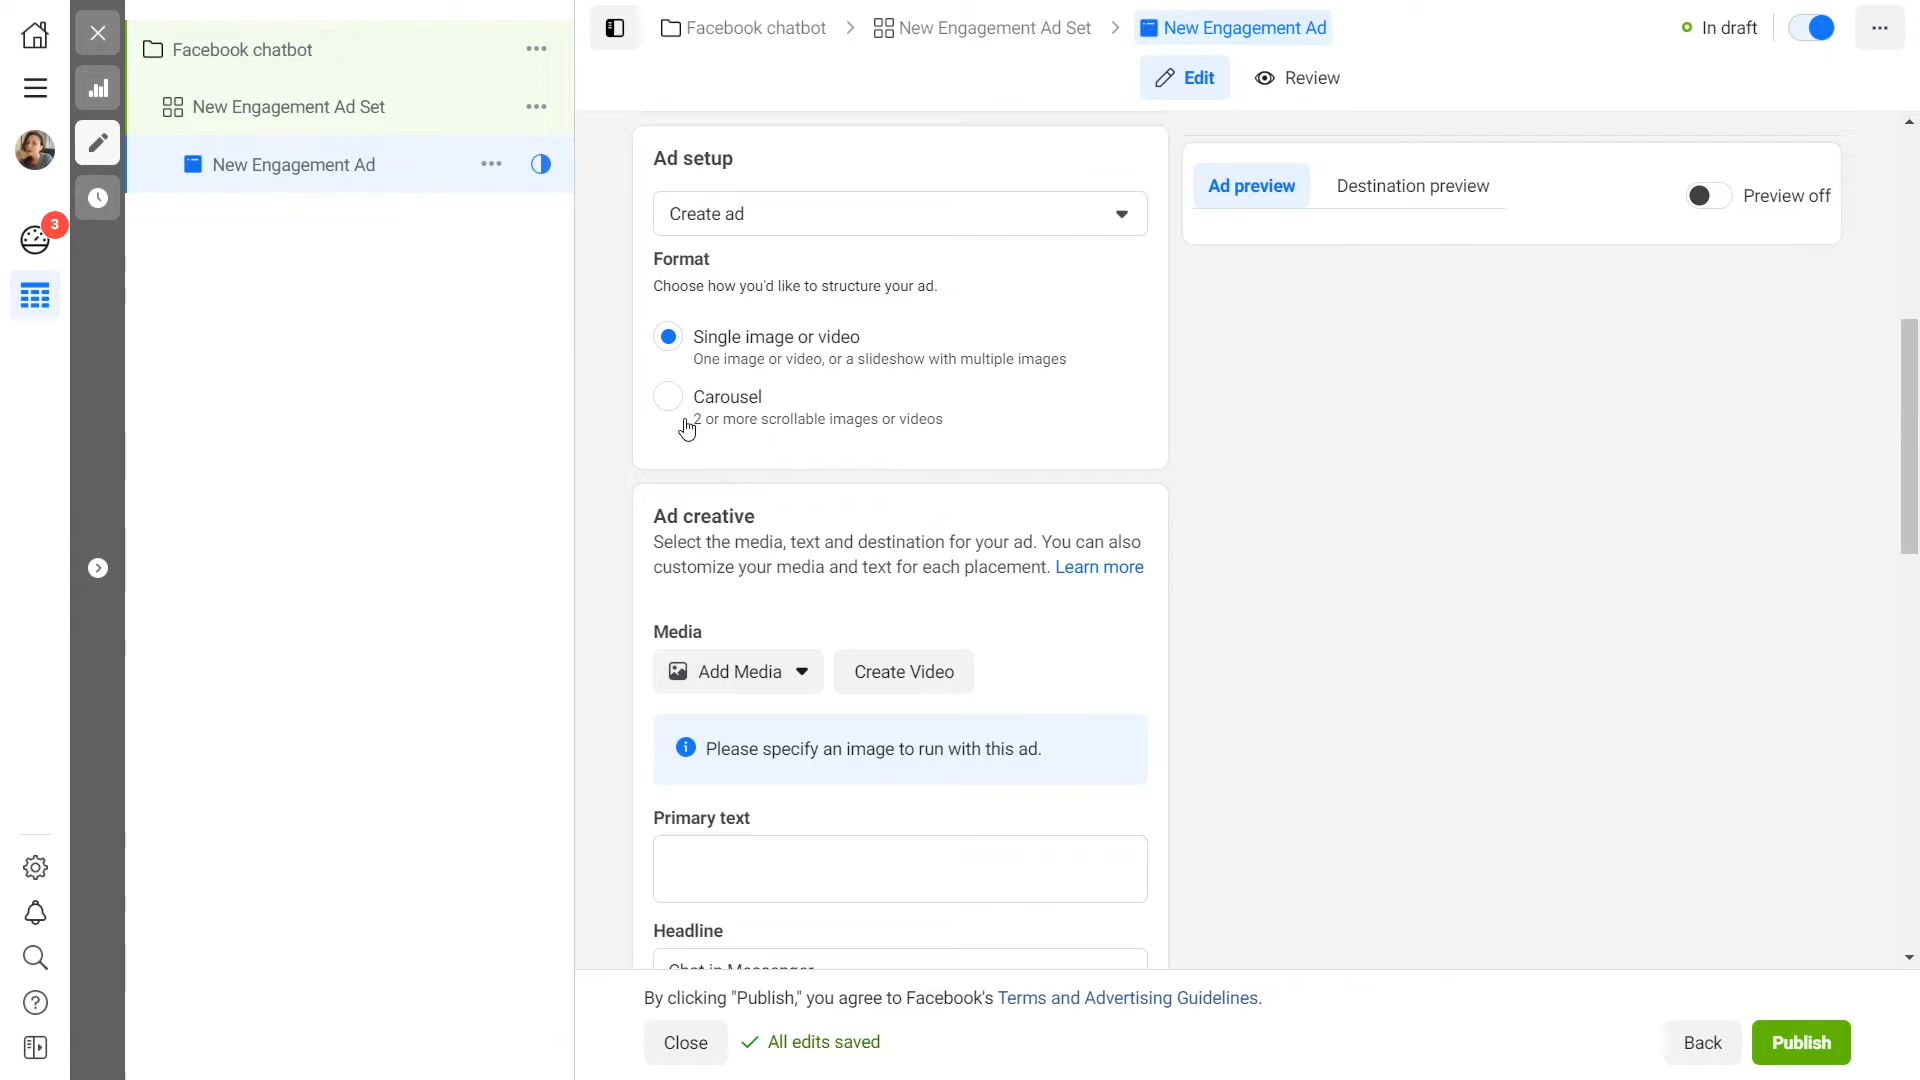 Facebook chatbot
New Engagement Ad Set
New Engagement Ad
3
Facebook chatbot > New Engagement Ad Set > New Engagement Ad
In draft
Edit
Review
Ad setup
Create ad
Format
Choose how you'd like to structure your ad.
Single image or video
One image or video, or a slideshow with multiple images
Carousel
2 or more scrollable images or videos
Ad creative
Select the media, text and destination for your ad. You can also
customize your media and text for each placement. Learn more
Media
Add Media
Create Video
Please specify an image to run with this ad.
Primary text
Headline
Chat in Messenger
Ad preview
Destination preview
Preview off
By clicking "Publish," you agree to Facebook's Terms and Advertising Guidelines.
Close
All edits saved
Back
Publish